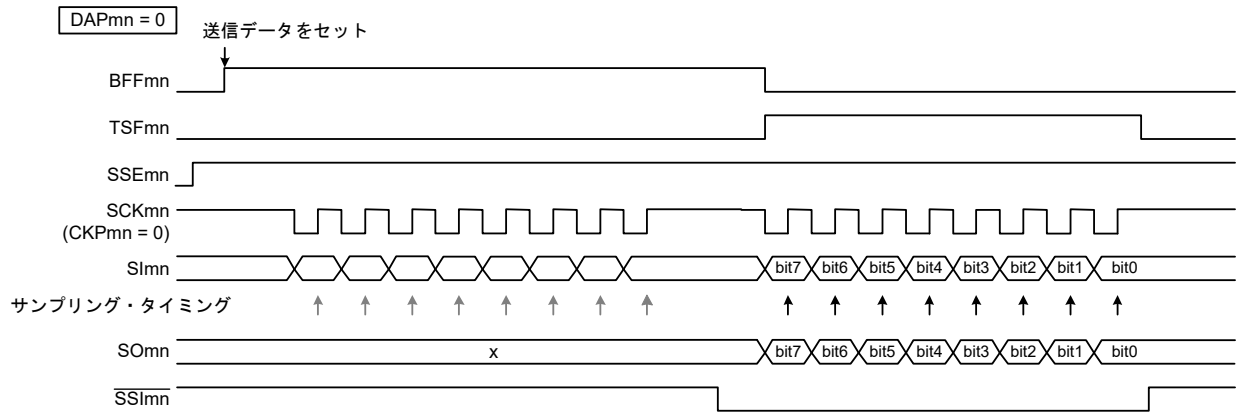 DAPmn = 0
送信データをセット
BFFmn
TSFmn
SSEmn
SCKmn
(CKPmn = 0)
SImn
bit7 bit6 bit5 bit4 bit3 bit2 bit1 bit0
サンプリング・タイミング
SOmn
x
bit7 bit6 bit5 bit4 bit3 bit2 bit1 bit0
SSImn